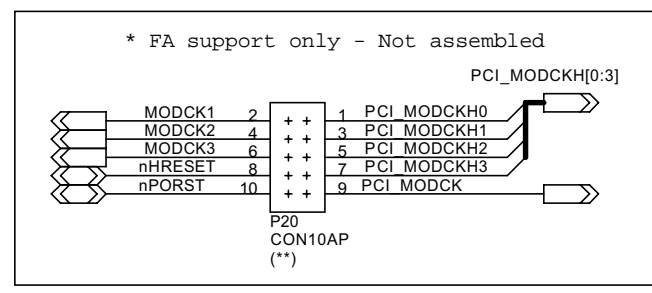 * FA support only - Not assembled
PCI_MODCKH[0:3]
MODCK1 2 + + 1 PCI_MODCKH0
MODCK2 4 + + 3 PCI_MODCKH1
MODCK3 6 + + 5 PCI_MODCKH2
nHRESET 8 + + 7 PCI_MODCKH3
nPORST 10 + + 9 PCI_MODCK
P20
CON10AP
(**)